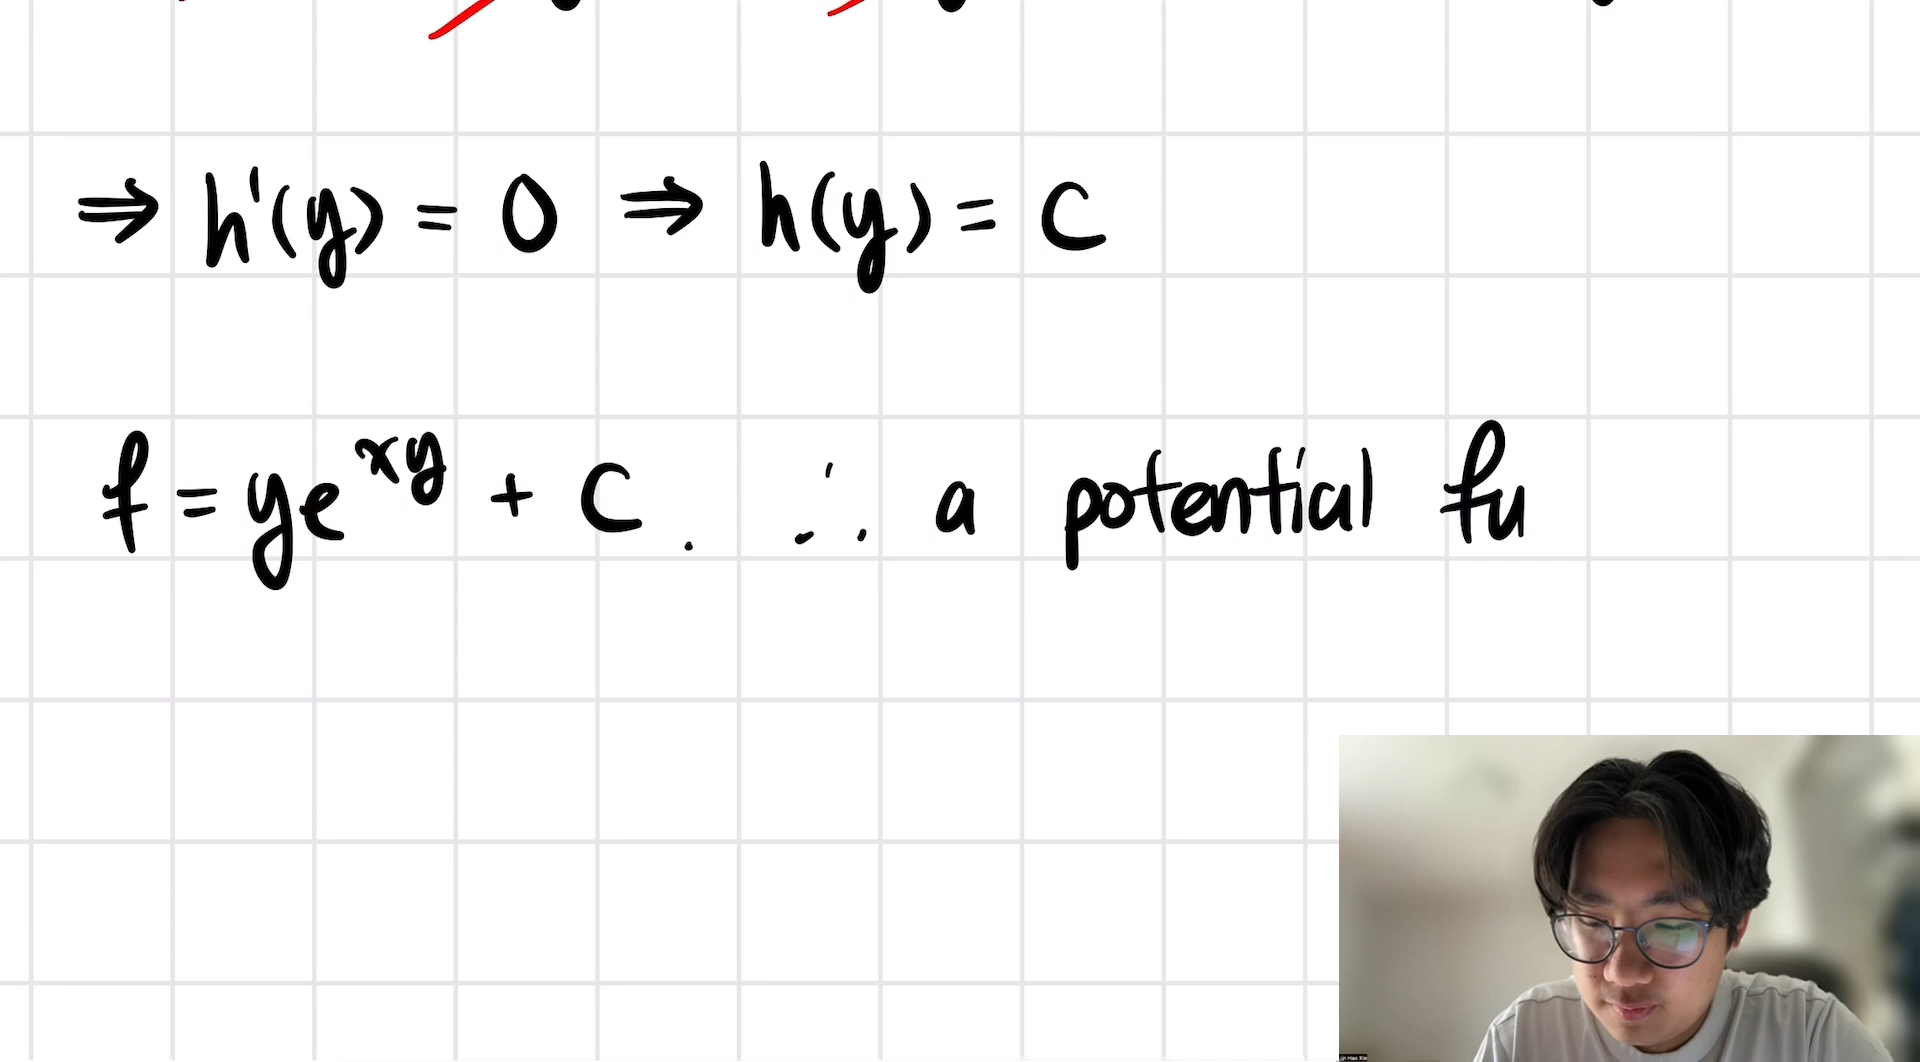 ⇒ h'(y) = 0 ⇒ h(y) = C
f = ye^{xy} + C. ∴ a potential fu